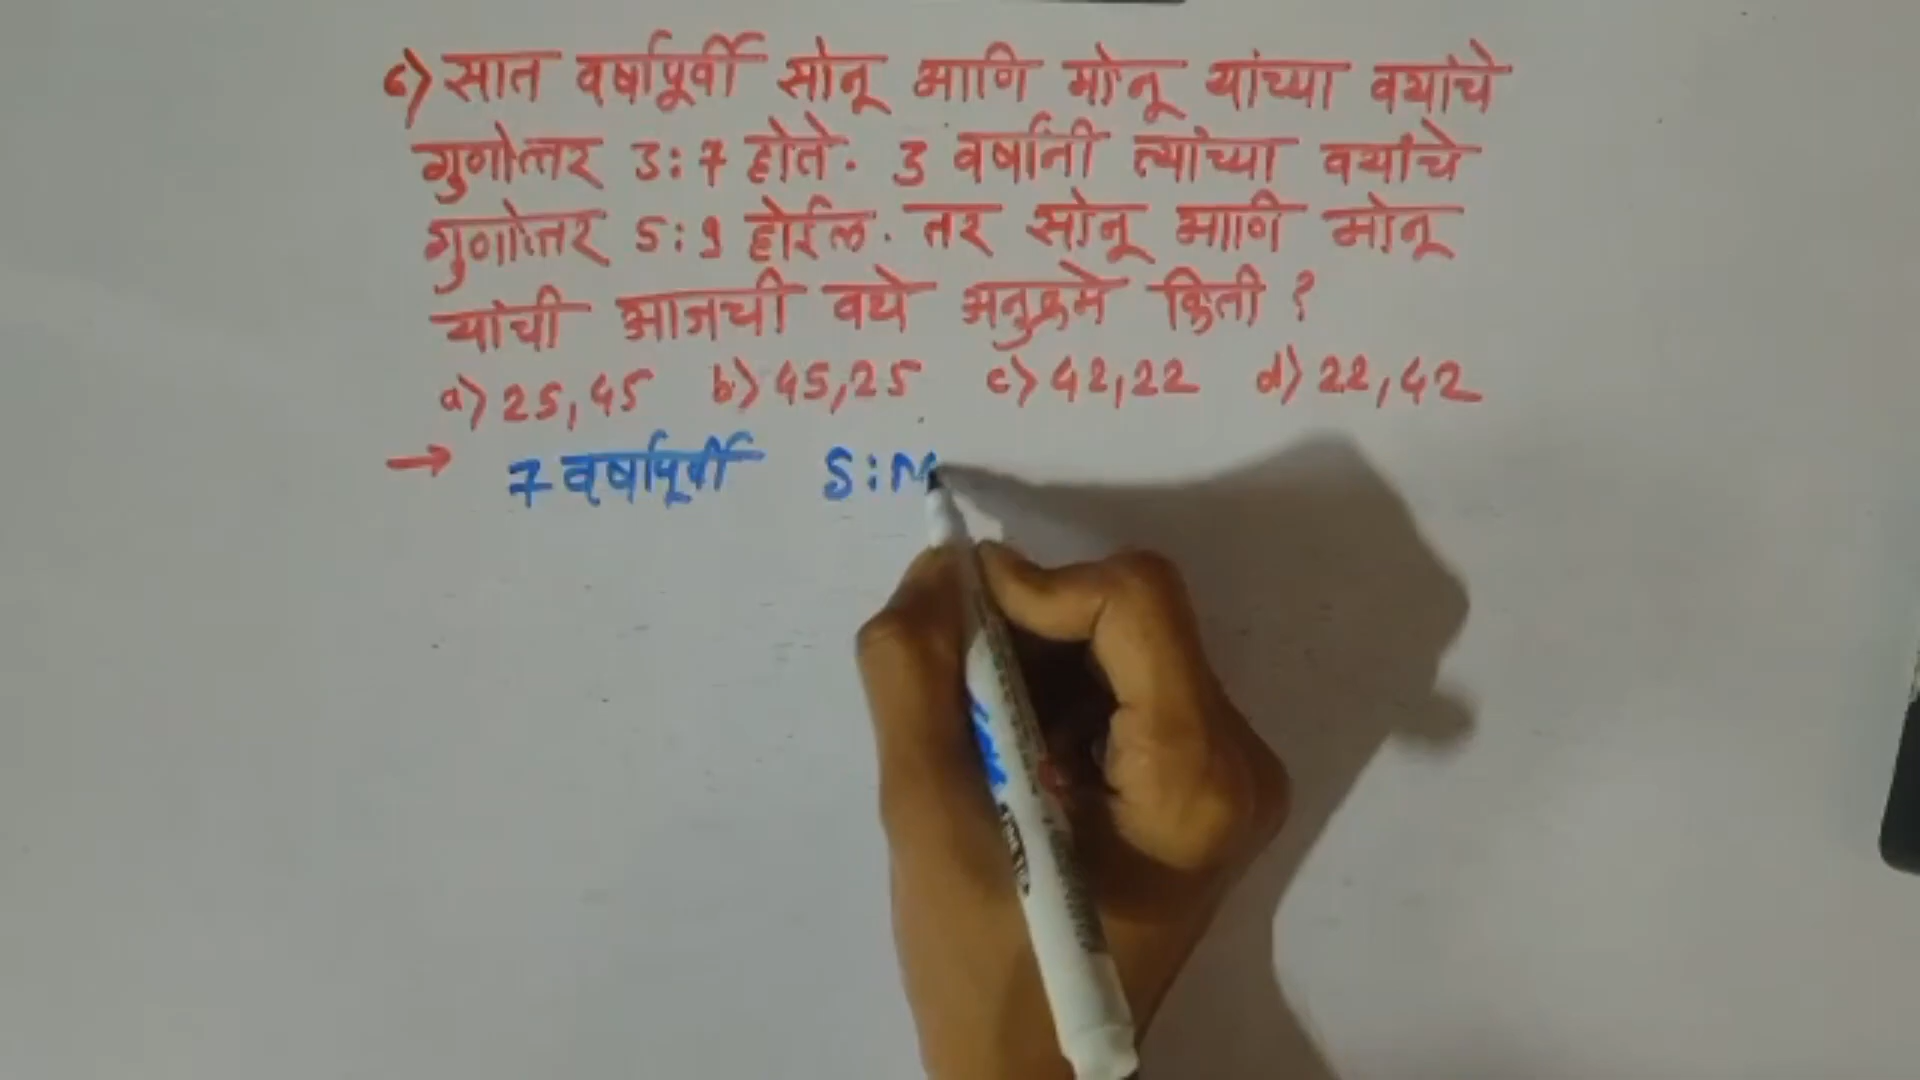 c) सात वर्षापूर्वी सोनू आणि मोनू यांच्या वयांचे
गुणोत्तर 3:7 होते. 3 वर्षांनी त्यांच्या वयांचे
गुणोत्तर 5:9 होईल. तर सोनू आणि मोनू
यांची आजची वये अनुक्रमे किती ?
a) 25,45 b) 45,25 c) 42,22 d) 22,42
→ 7 वर्षापूर्वी S:M